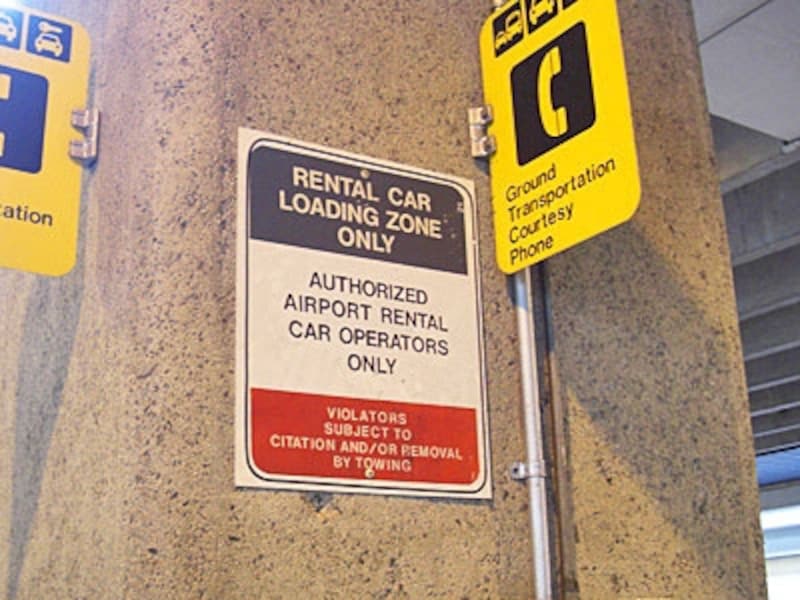 RENTAL CAR
LOADING ZONE
ONLY
AUTHORIZED
AIRPORT RENTAL
CAR OPERATORS
ONLY
VIOLATORS
SUBJECT TO
CITATION AND/OR REMOVAL
BY TOWING
Ground
Transportation
Courtesy
Phone
ation